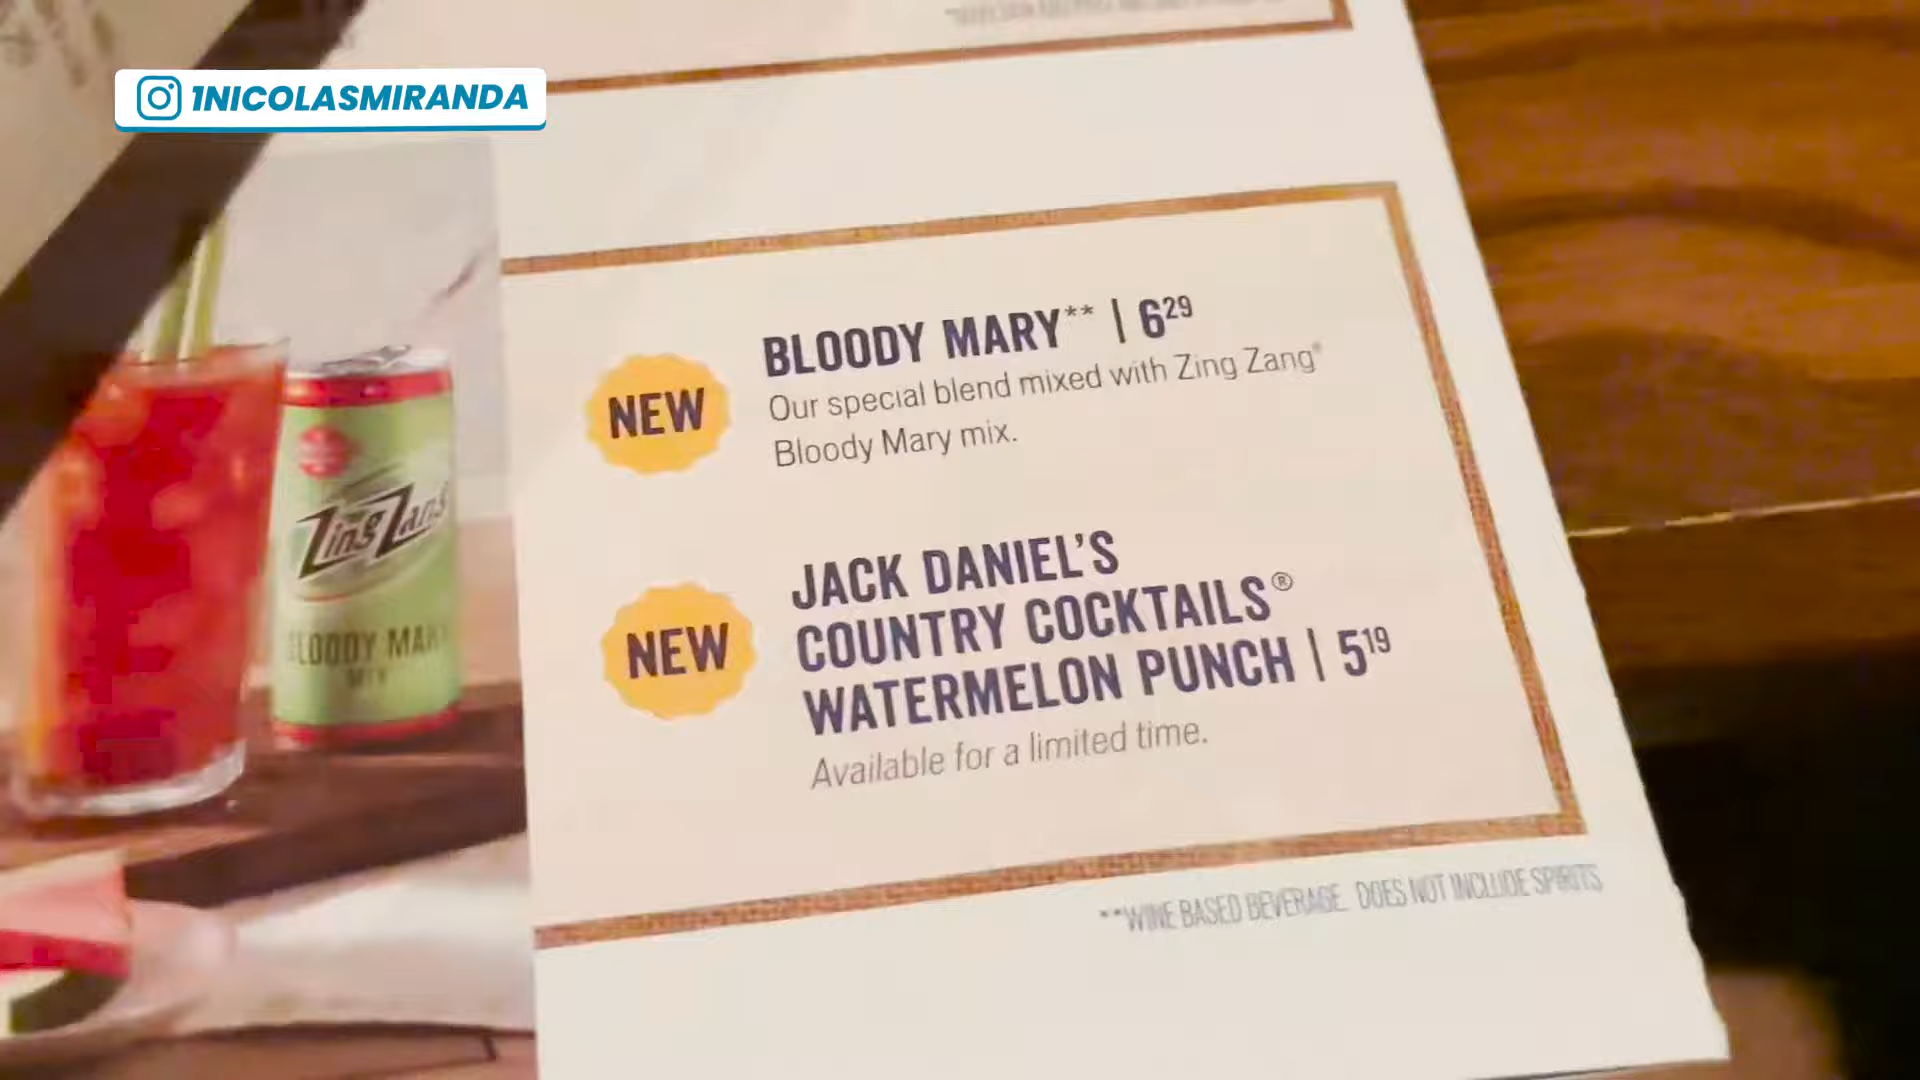 1NICOLASMIRANDA
BLOODY MARY** | 6²⁹
Our special blend mixed with Zing Zang®
Bloody Mary mix.
NEW
JACK DANIEL'S
COUNTRY COCKTAILS®
WATERMELON PUNCH | 5¹⁹
Available for a limited time.
NEW
**WINE BASED BEVERAGE. DOES NOT INCLUDE SPIRITS
Zing Zang
BLOODY MARY
MIX